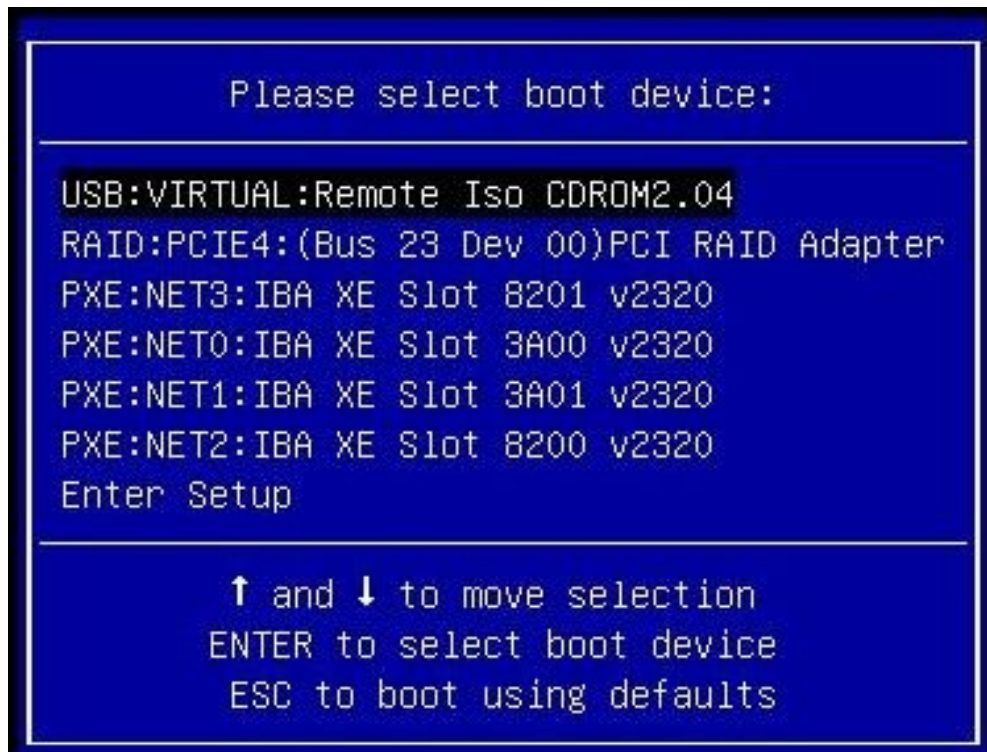 Please select boot device:
USB:VIRTUAL:Remote Iso CDROM2.04
RAID:PCIE4:(Bus 23 Dev 00)PCI RAID Adapter
PXE:NET3:IBA XE Slot 8201 v2320
PXE:NET0:IBA XE Slot 3A00 v2320
PXE:NET1:IBA XE Slot 3A01 v2320
PXE:NET2:IBA XE Slot 8200 v2320
Enter Setup
↑ and ↓ to move selection
ENTER to select boot device
ESC to boot using defaults